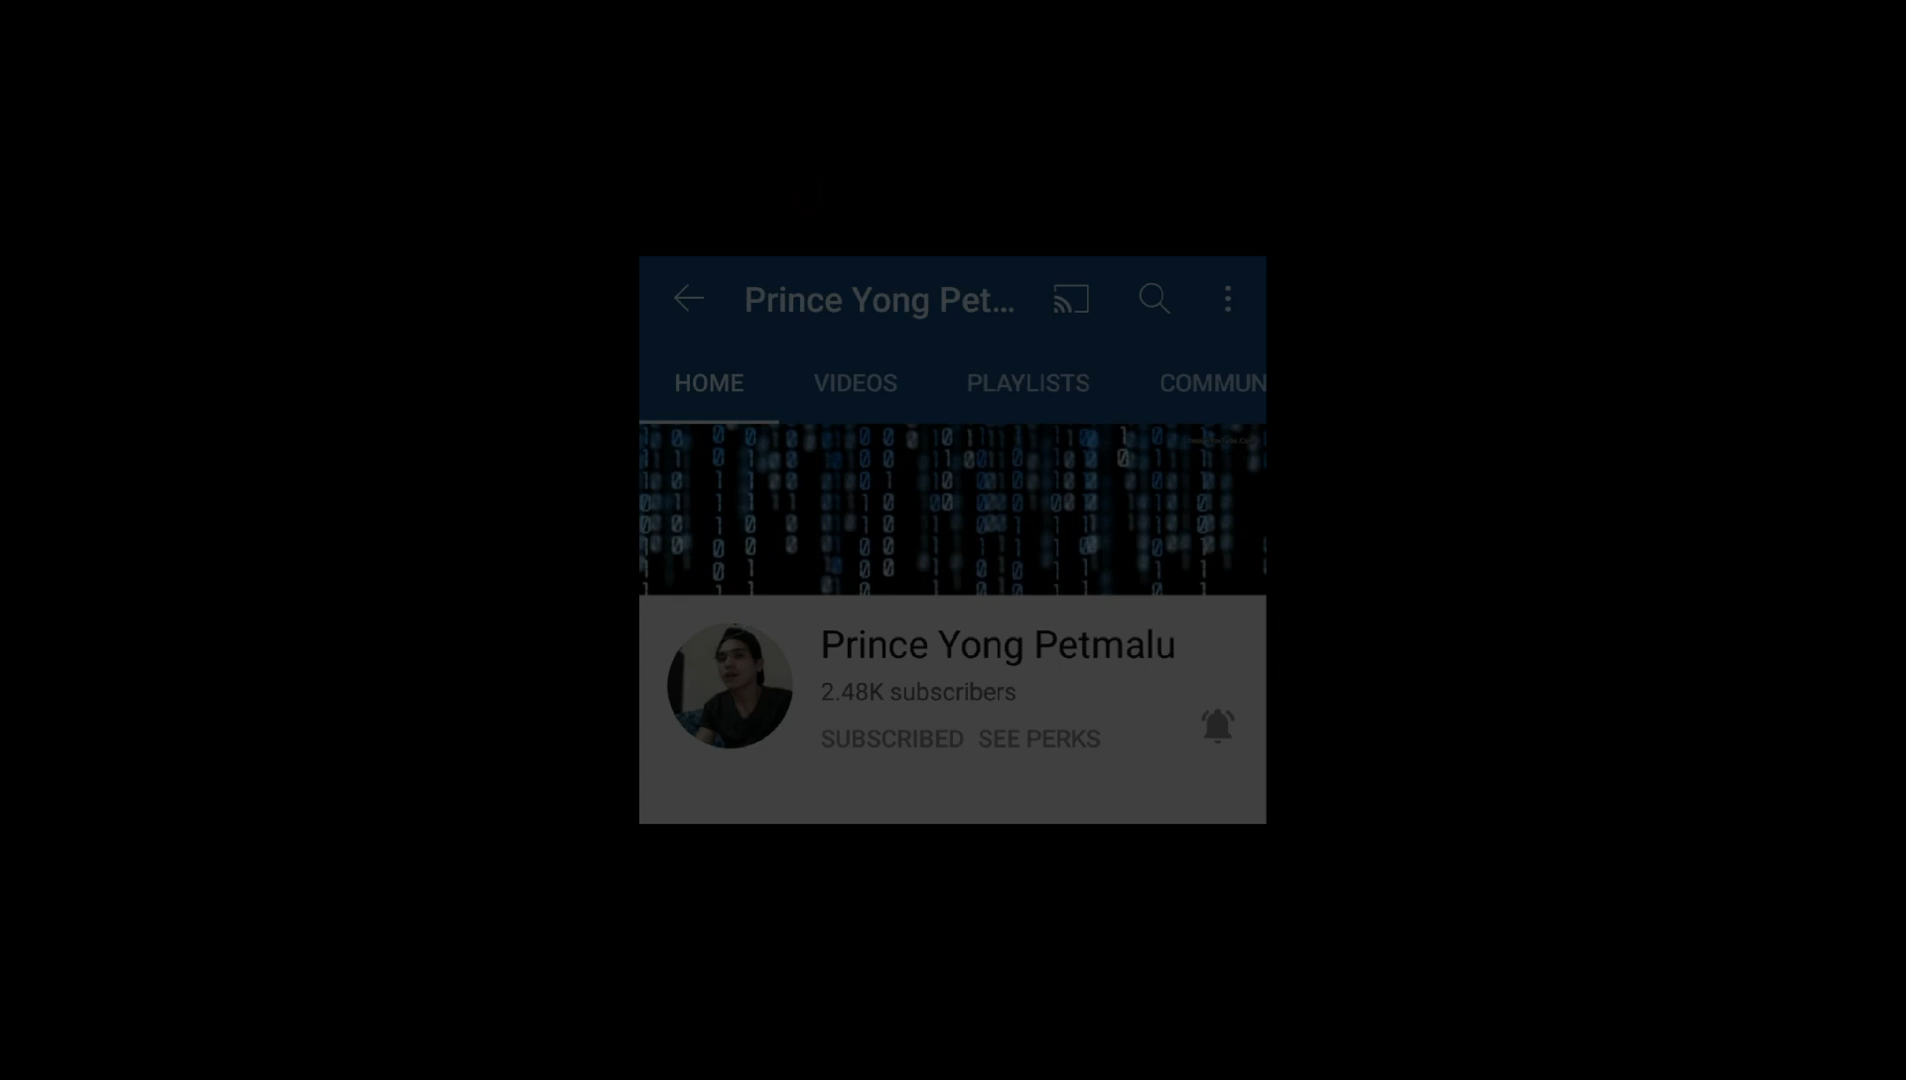 Prince Yong Pet...
HOME VIDEOS PLAYLISTS COMMUN
Prince Yong Petmalu
2.48K subscribers
SUBSCRIBED SEE PERKS